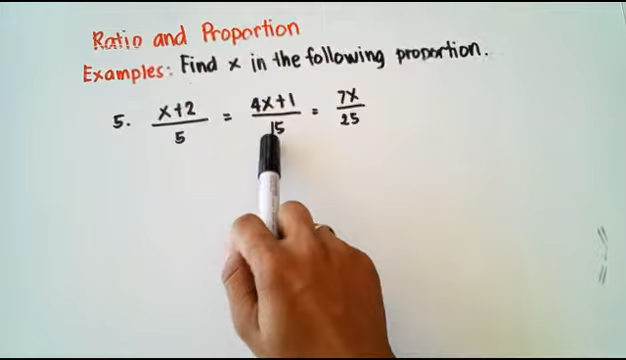 Ratio and Proportion
Examples: Find x in the following proportion.
5. x+2/5 = 4x+1/15 = 7x/25